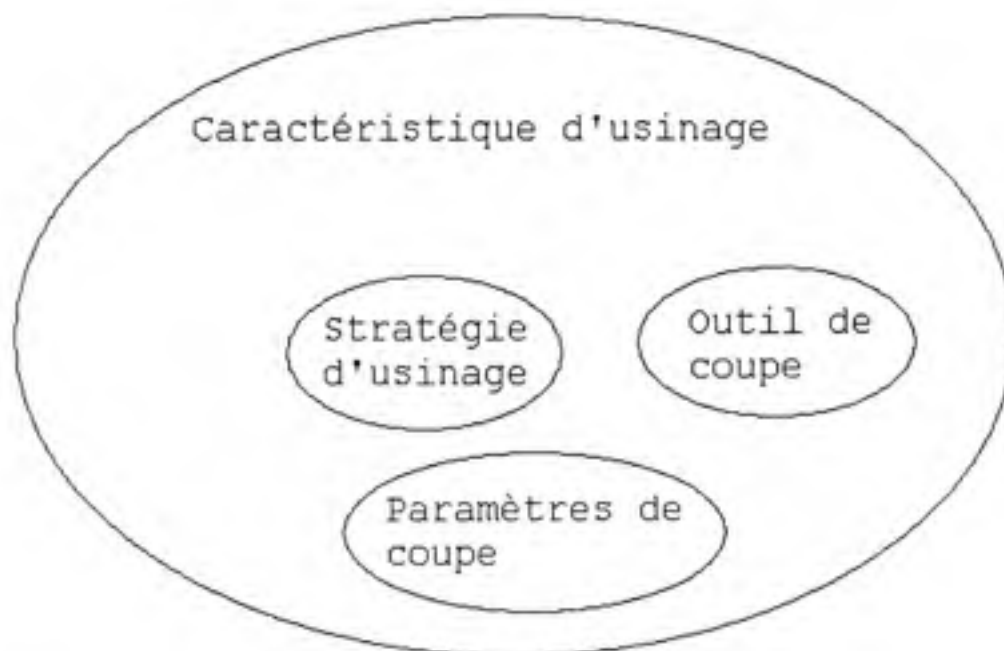 Caractéristique d'usinage
Stratégie
d'usinage
Outil de
coupe
Paramètres de
coupe